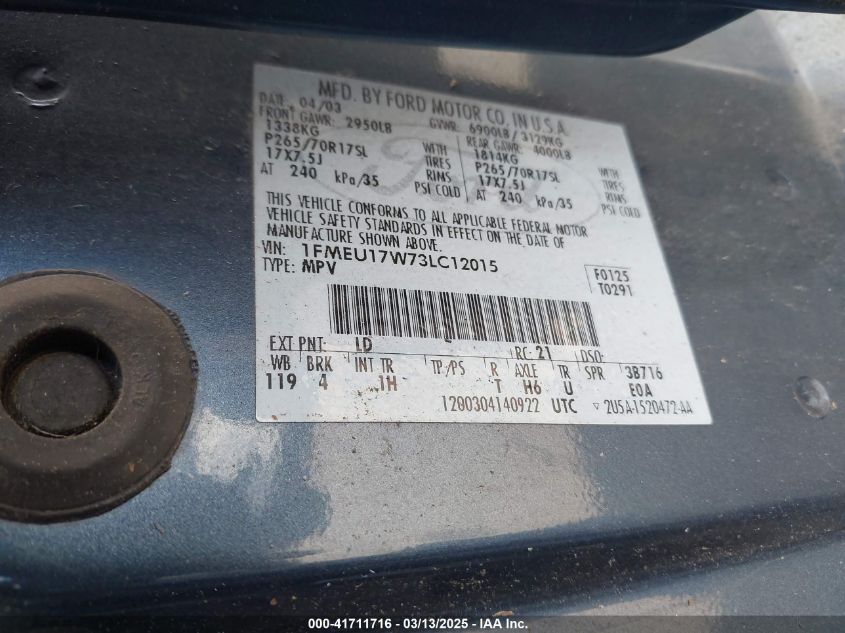 MFD. BY FORD MOTOR CO. IN U.S.A.
DATE: 04/03 GVWR: 6900LB / 3129KG
FRONT GAWR: 2950LB REAR GAWR: 4000LB
1338KG WITH 1814KG WITH
P265/70R17SL TIRES P265/70R17SL TIRES
17X7.5J RIMS 17X7.5J RIMS
AT 240 kPa/35 PSI COLD AT 240 kPa/35 PSI COLD
THIS VEHICLE CONFORMS TO ALL APPLICABLE FEDERAL MOTOR
VEHICLE SAFETY STANDARDS IN EFFECT ON THE DATE OF
MANUFACTURE SHOWN ABOVE.
VIN: 1FMEU17W73LC12015 F0125
TYPE: MPV T0291
EXT PNT: LD RC: 21 DSO:
WB BRK INT TR TP/PS R AXLE TR SPR 3B716
119 4 1H T H6 U E0A
120030414092​2 UTC ▽ 2U5A-1520472-AA
000-41711716 - 03/13/2025 - IAA Inc.